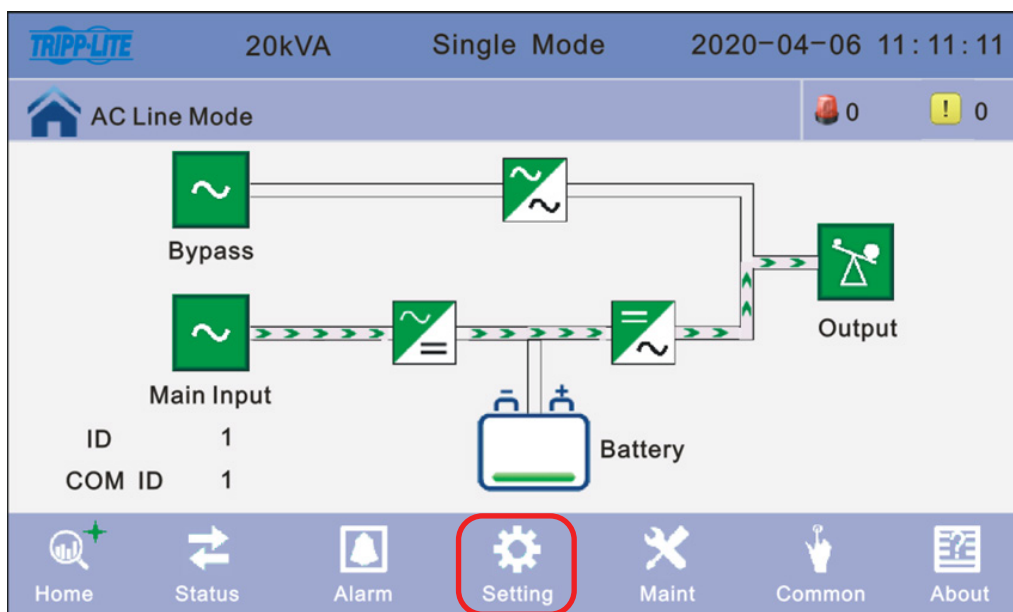 TRIPP·LITE 20kVA Single Mode 2020-04-06 11:11:11
AC Line Mode 0 ! 0
Bypass
Output
Main Input
ID 1
Battery
COM ID 1
Home Status Alarm Setting Maint Common About